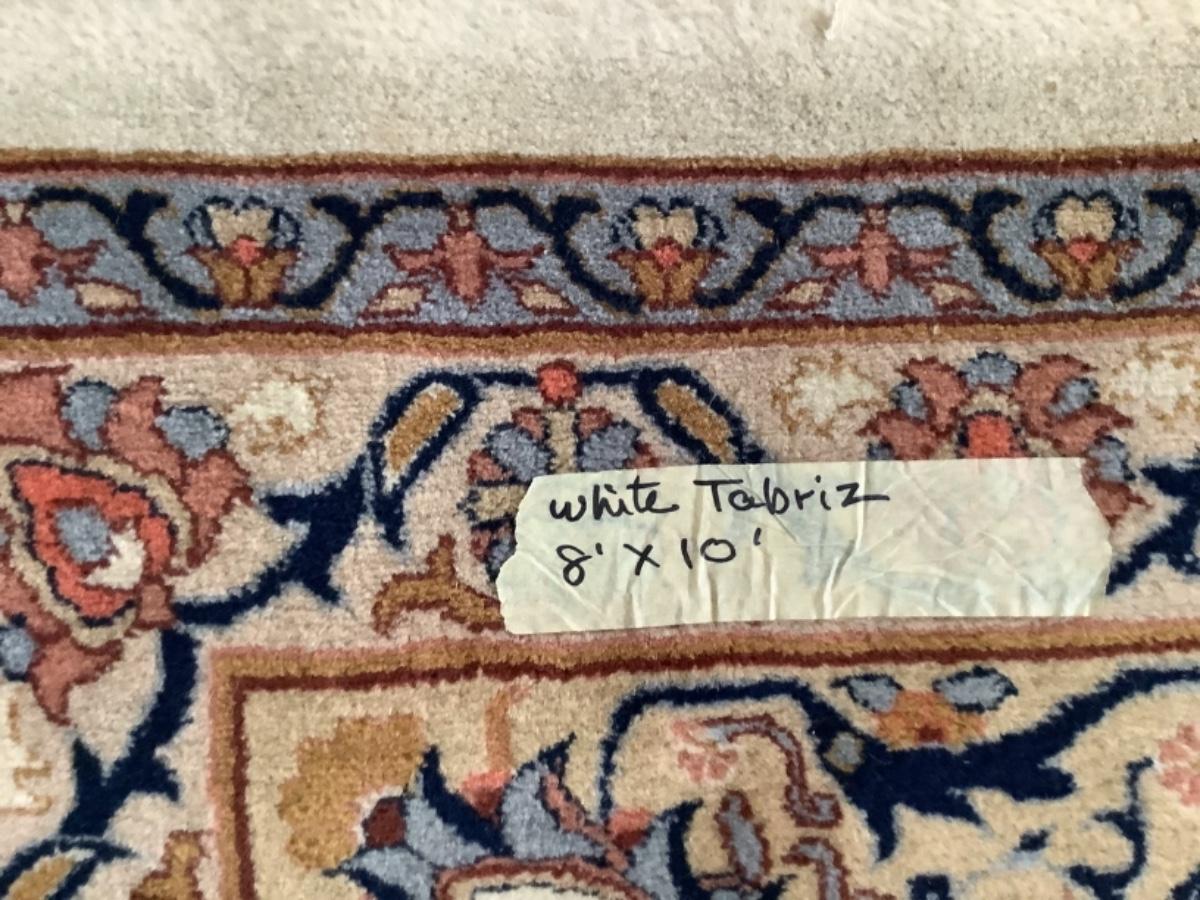 white Tabriz
8' X 10'